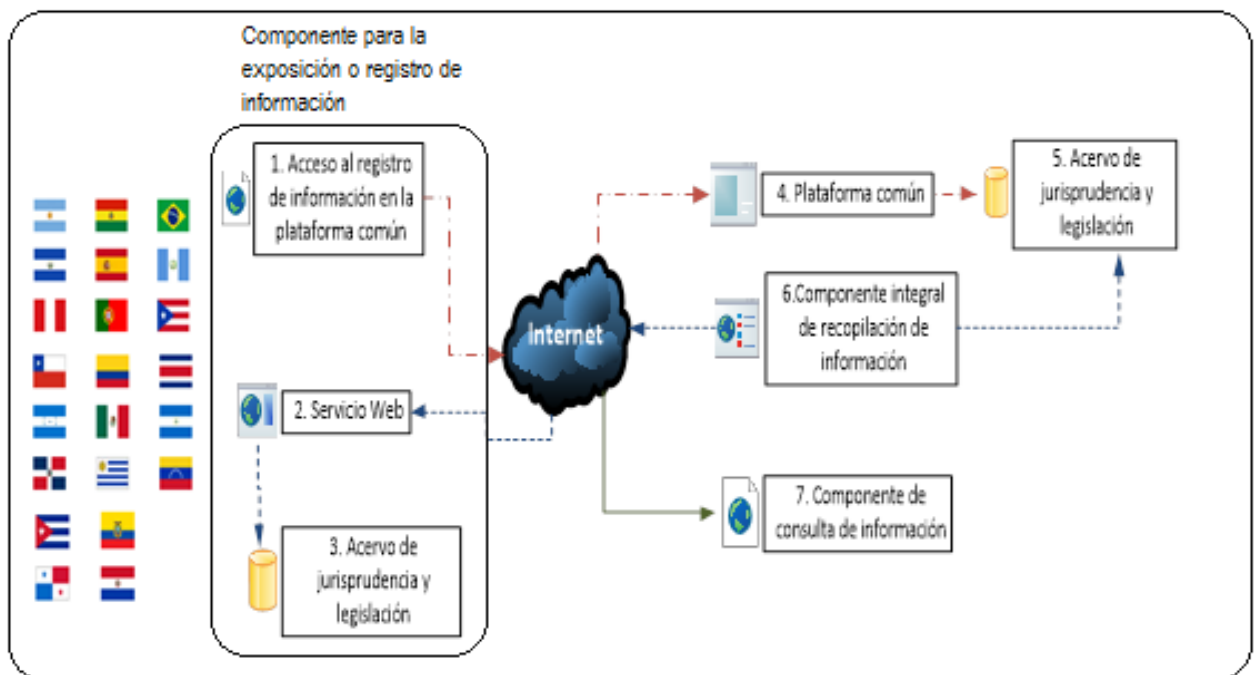 Componente para la
exposición o registro de
información
1. Acceso al registro
de información en la
plataforma común
2. Servicio Web
3. Acervo de
jurisprudencia y
legislación
Internet
4. Plataforma común
5. Acervo de
jurisprudencia y
legislación
6.Componente integral
de recopilación de
información
7. Componente de
consulta de información